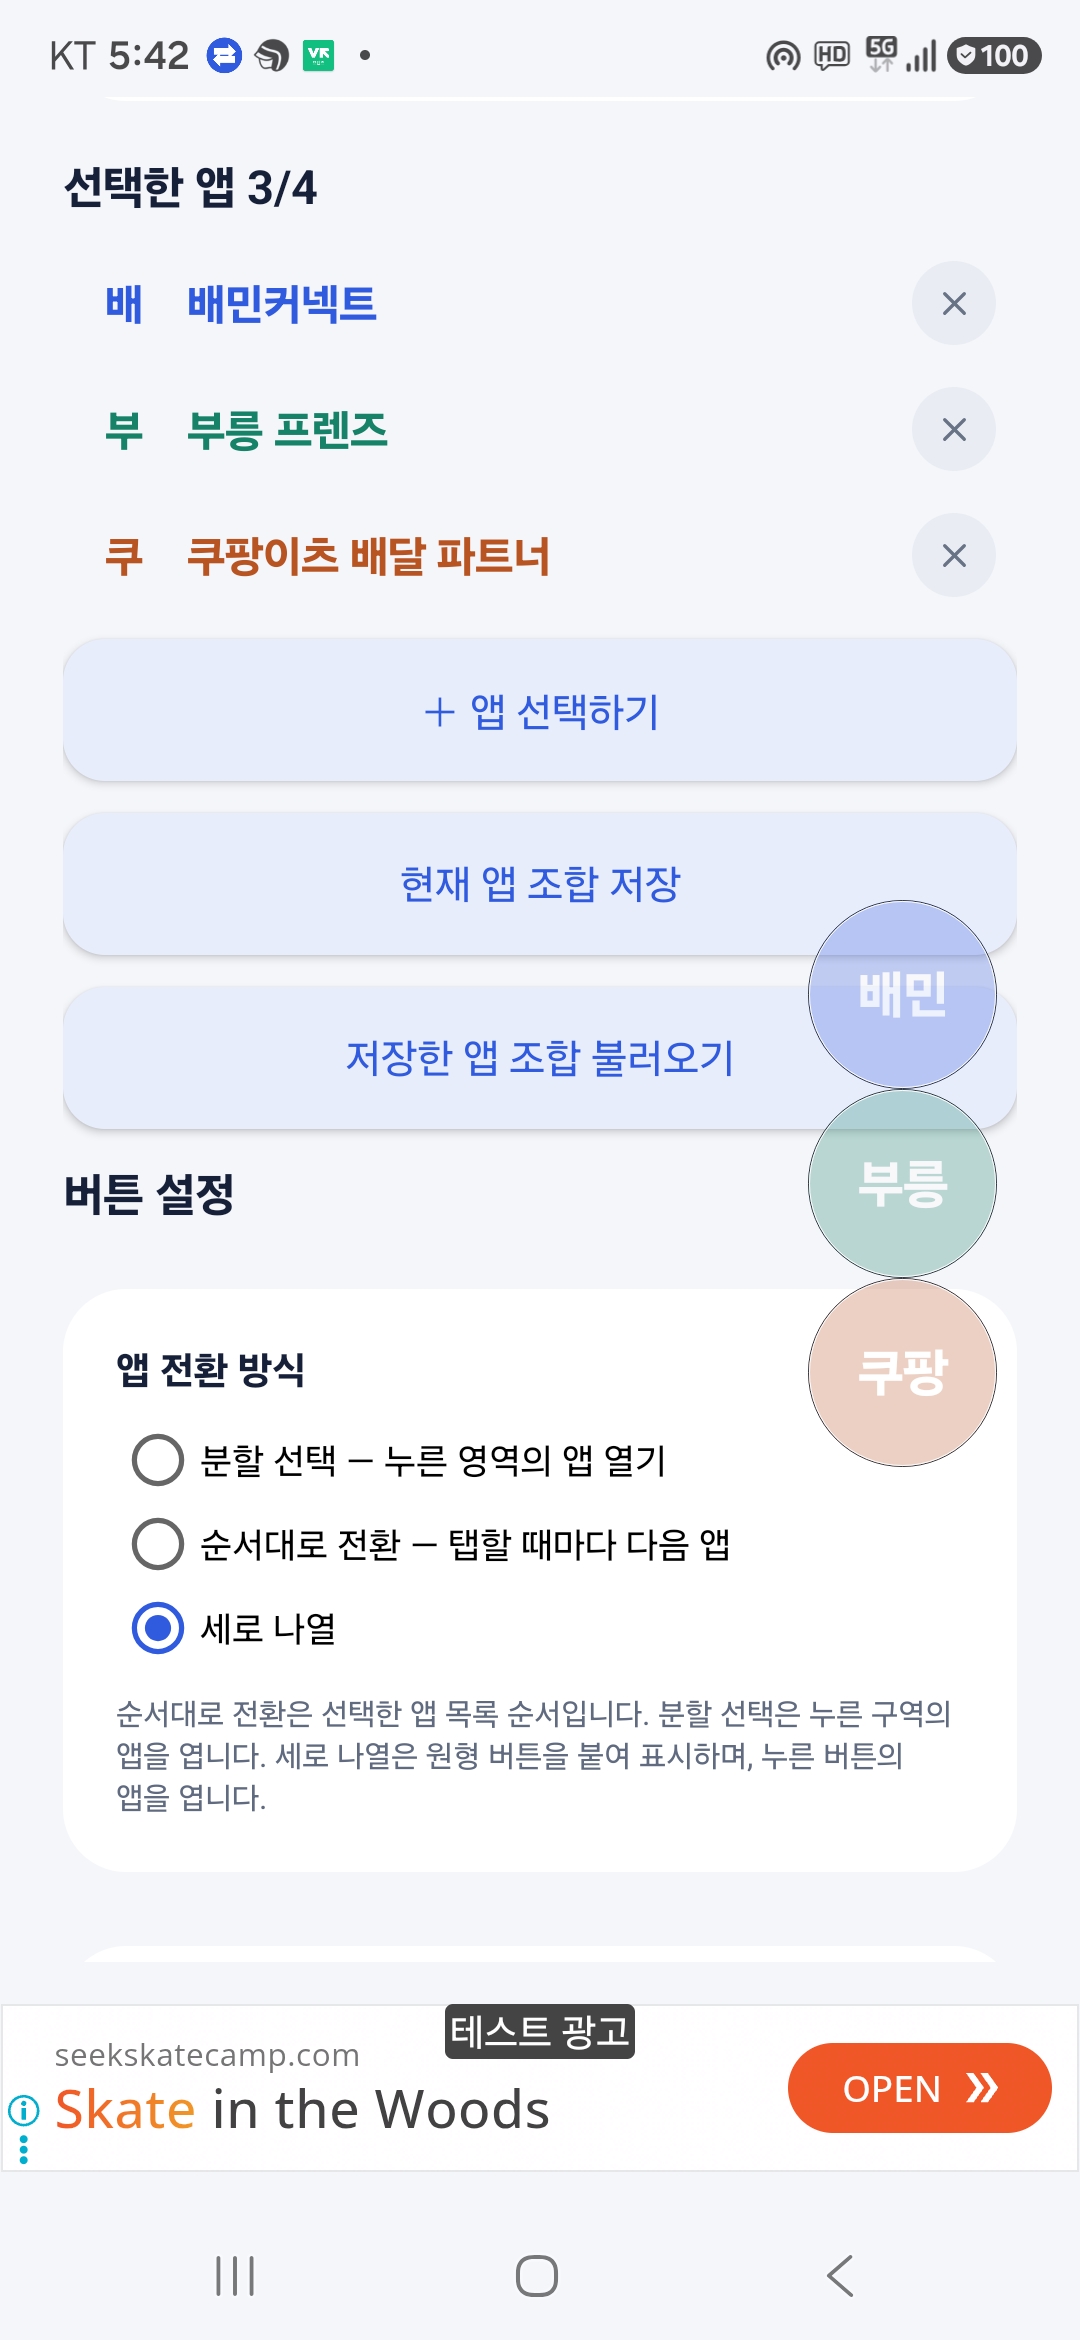 KT 5:42
HD 5G 100
선택한 앱 3/4
배 배민커넥트
부 부릉 프렌즈
쿠 쿠팡이츠 배달 파트너
+ 앱 선택하기
현재 앱 조합 저장
배민
저장한 앱 조합 불러오기
부릉
버튼 설정
쿠팡
앱 전환 방식
분할 선택 — 누른 영역의 앱 열기
순서대로 전환 — 탭할 때마다 다음 앱
세로 나열
순서대로 전환은 선택한 앱 목록 순서입니다. 분할 선택은 누른 구역의
앱을 엽니다. 세로 나열은 원형 버튼을 붙여 표시하며, 누른 버튼의
앱을 엽니다.
테스트 광고
seekskatecamp.com
Skate in the Woods
OPEN